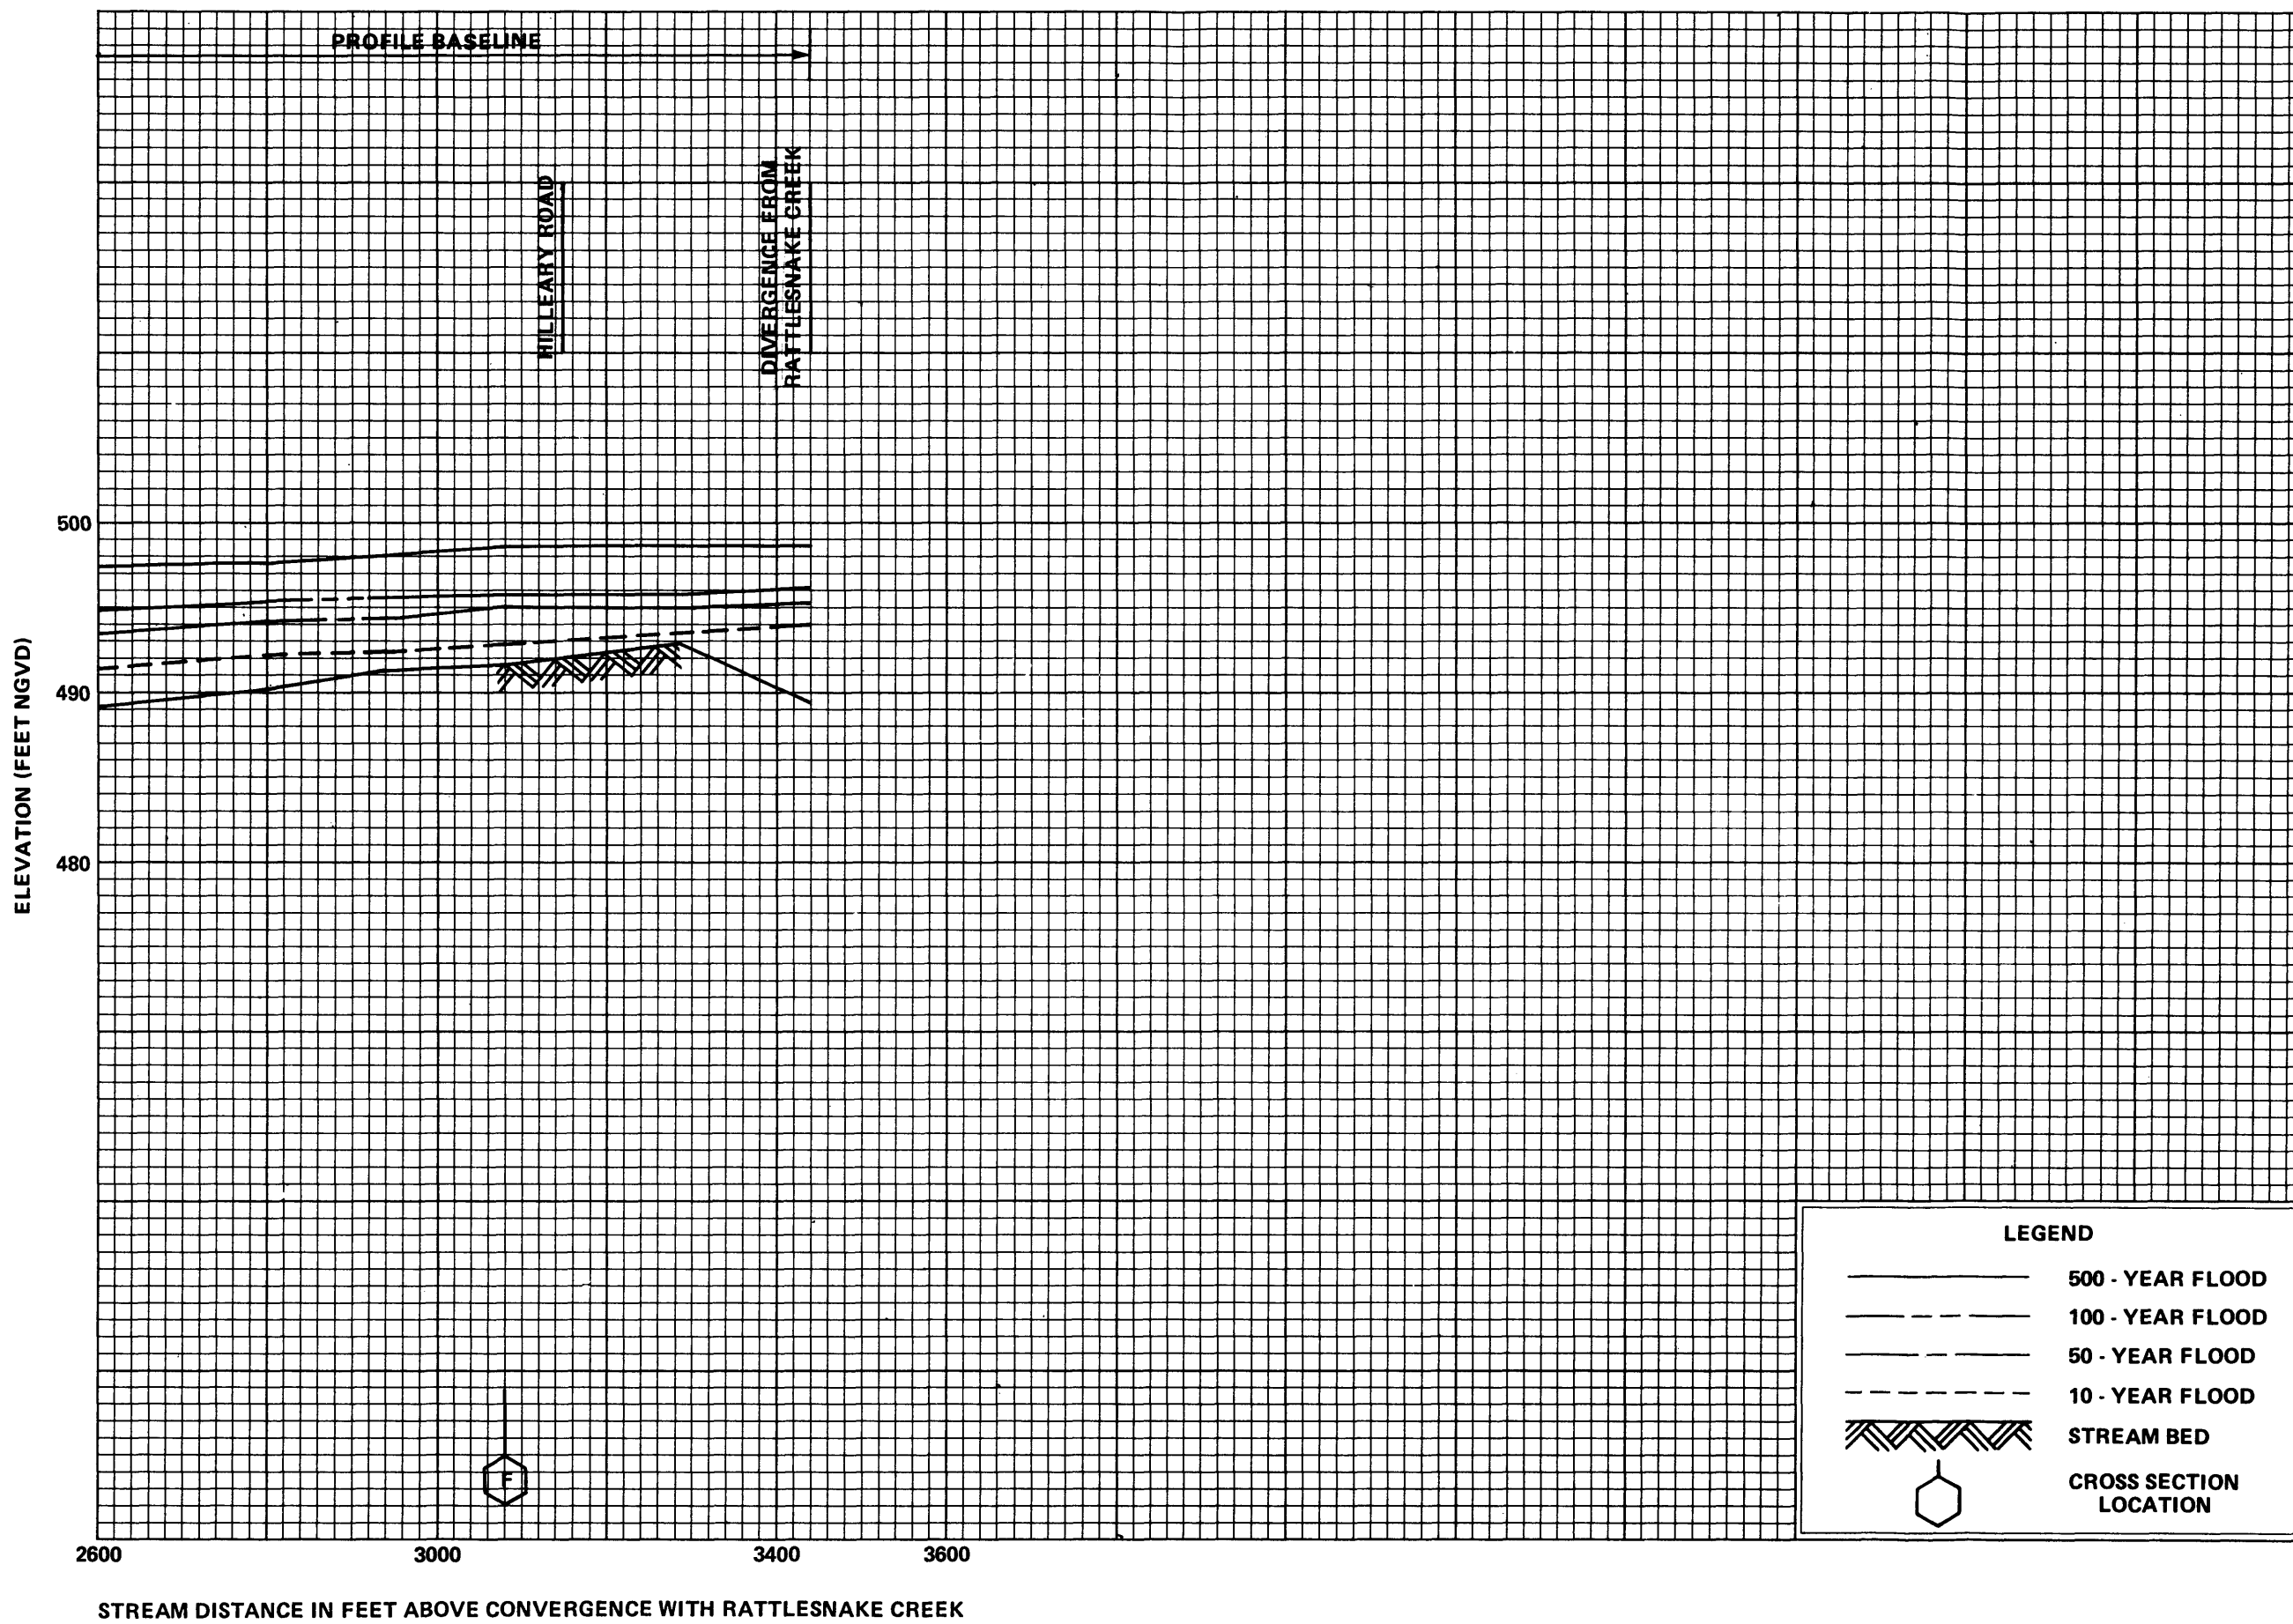 PROFILE BASELINE
HILLEARY ROAD
DIVERGENCE FROM
RATTLESNAKE CREEK
ELEVATION (FEET NGVD)
500
490
480
F
2600 3000 3400 3600
STREAM DISTANCE IN FEET ABOVE CONVERGENCE WITH RATTLESNAKE CREEK
LEGEND
500 - YEAR FLOOD
100 - YEAR FLOOD
50 - YEAR FLOOD
10 - YEAR FLOOD
STREAM BED
CROSS SECTION
LOCATION